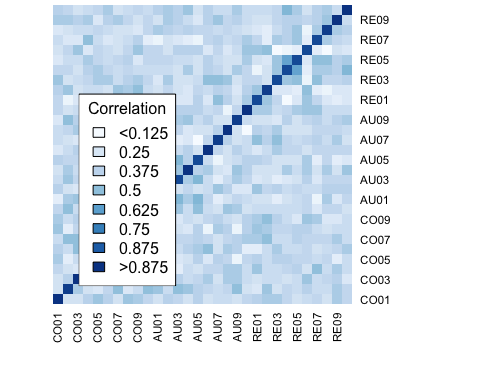 RE09
RE07
RE05
RE03
RE01
AU09
AU07
AU05
AU03
AU01
CO09
CO07
CO05
CO03
CO01
Correlation
<0.125
0.25
0.375
0.5
0.625
0.75
0.875
>0.875
CO01
CO03
CO05
CO07
CO09
AU01
AU03
AU05
AU07
AU09
RE01
RE03
RE05
RE07
RE09